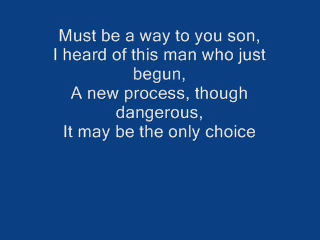 Must be a way to you son,
I heard of this man who just
begun,
A new process, though
dangerous,
It may be the only choice